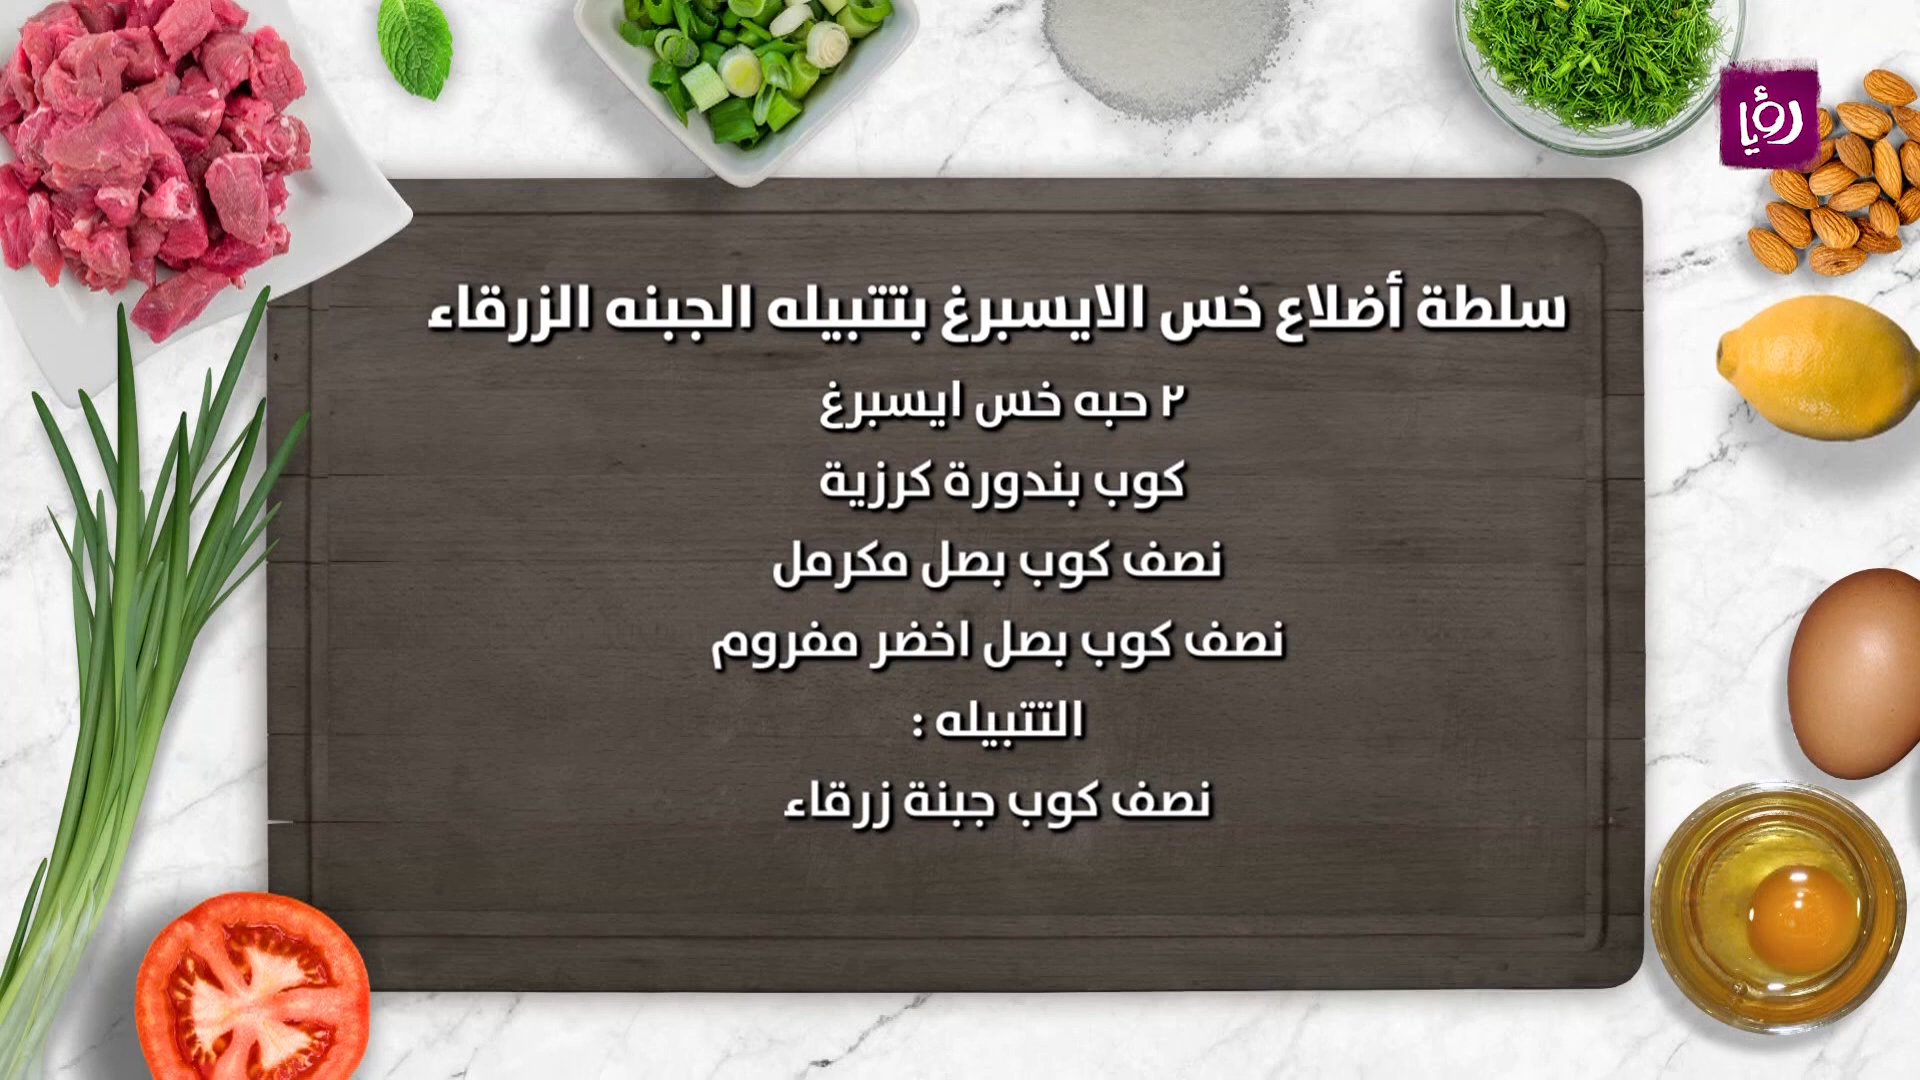 رؤيا
سلطة أضلاع خس الايسبرغ بتتبيله الجبنه الزرقاء
٢ حبه خس ايسبرغ
كوب بندورة كرزية
نصف كوب بصل مكرمل
نصف كوب بصل اخضر مفروم
التتبيله :
نصف كوب جبنة زرقاء